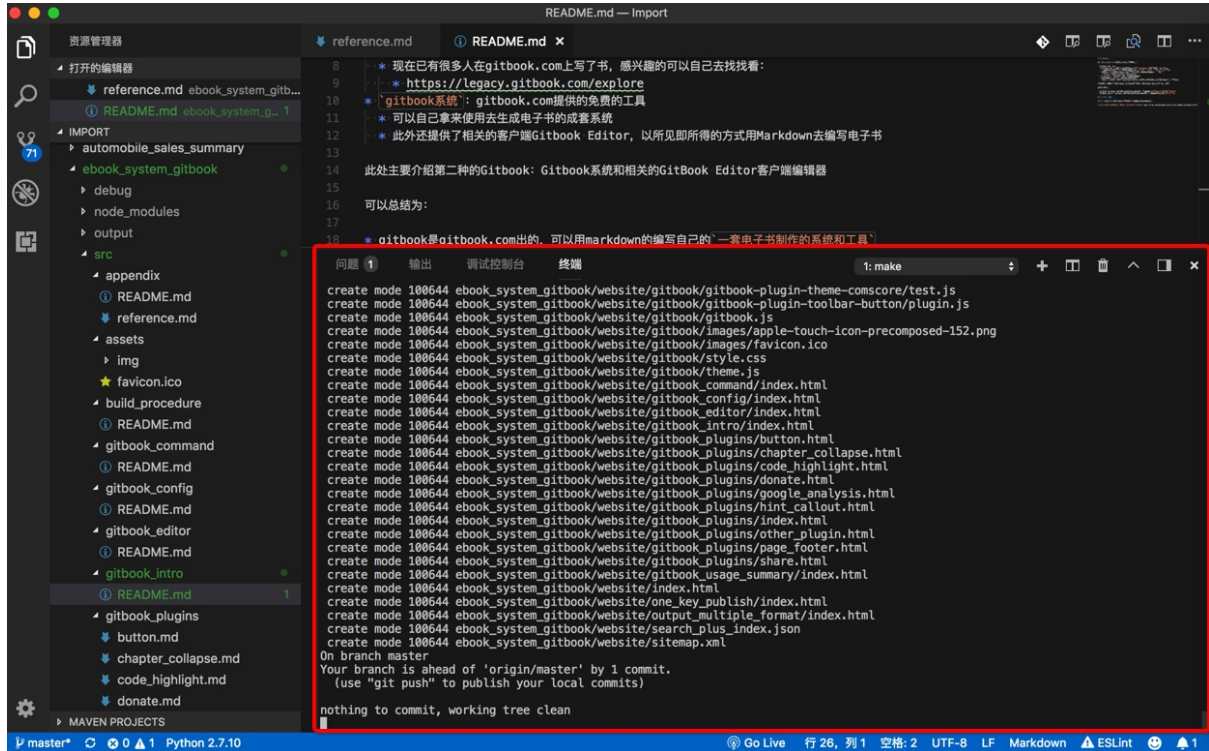 README.md — Import
资源管理器
打开的编辑器
reference.md ebook_system_gitb...
README.md ebook_system_g... 1
IMPORT
automobile_sales_summary
ebook_system_gitbook
debug
node_modules
output
src
appendix
README.md
reference.md
assets
img
favicon.ico
build_procedure
README.md
gitbook_command
README.md
gitbook_config
README.md
gitbook_editor
README.md
gitbook_intro
README.md 1
gitbook_plugins
button.md
chapter_collapse.md
code_highlight.md
donate.md
MAVEN PROJECTS
71
reference.md README.md
8 * 现在已有很多人在gitbook.com上写了书，感兴趣的可以自己去找找看：
9 * https://legacy.gitbook.com/explore
10 * `gitbook系统`：gitbook.com提供的免费的工具
11 * 可以自己拿来使用去生成电子书的成套系统
12 * 此外还提供了相关的客户端Gitbook Editor，以所见即所得的方式用Markdown去编写电子书
13
14 此处主要介绍第二种的Gitbook：Gitbook系统和相关的GitBook Editor客户端编辑器
15
16 可以总结为：
17
18 * gitbook是gitbook.com出的，可以用markdown的编写自己的`一套电子书制作的系统和工具`
问题 1 输出 调试控制台 终端 1: make
create mode 100644 ebook_system_gitbook/website/gitbook/gitbook-plugin-theme-comscore/test.js
create mode 100644 ebook_system_gitbook/website/gitbook/gitbook-plugin-toolbar-button/plugin.js
create mode 100644 ebook_system_gitbook/website/gitbook/gitbook.js
create mode 100644 ebook_system_gitbook/website/gitbook/images/apple-touch-icon-precomposed-152.png
create mode 100644 ebook_system_gitbook/website/gitbook/images/favicon.ico
create mode 100644 ebook_system_gitbook/website/gitbook/style.css
create mode 100644 ebook_system_gitbook/website/gitbook/theme.js
create mode 100644 ebook_system_gitbook/website/gitbook_command/index.html
create mode 100644 ebook_system_gitbook/website/gitbook_config/index.html
create mode 100644 ebook_system_gitbook/website/gitbook_editor/index.html
create mode 100644 ebook_system_gitbook/website/gitbook_intro/index.html
create mode 100644 ebook_system_gitbook/website/gitbook_plugins/button.html
create mode 100644 ebook_system_gitbook/website/gitbook_plugins/chapter_collapse.html
create mode 100644 ebook_system_gitbook/website/gitbook_plugins/code_highlight.html
create mode 100644 ebook_system_gitbook/website/gitbook_plugins/donate.html
create mode 100644 ebook_system_gitbook/website/gitbook_plugins/google_analysis.html
create mode 100644 ebook_system_gitbook/website/gitbook_plugins/hint_callout.html
create mode 100644 ebook_system_gitbook/website/gitbook_plugins/index.html
create mode 100644 ebook_system_gitbook/website/gitbook_plugins/other_plugin.html
create mode 100644 ebook_system_gitbook/website/gitbook_plugins/page_footer.html
create mode 100644 ebook_system_gitbook/website/gitbook_plugins/share.html
create mode 100644 ebook_system_gitbook/website/gitbook_usage_summary/index.html
create mode 100644 ebook_system_gitbook/website/index.html
create mode 100644 ebook_system_gitbook/website/one_key_publish/index.html
create mode 100644 ebook_system_gitbook/website/output_multiple_format/index.html
create mode 100644 ebook_system_gitbook/website/search_plus_index.json
create mode 100644 ebook_system_gitbook/website/sitemap.xml
On branch master
Your branch is ahead of 'origin/master' by 1 commit.
(use "git push" to publish your local commits)
nothing to commit, working tree clean
master* 0 1 Python 2.7.10 Go Live 行 26，列 1 空格: 2 UTF-8 LF Markdown ESLint 1